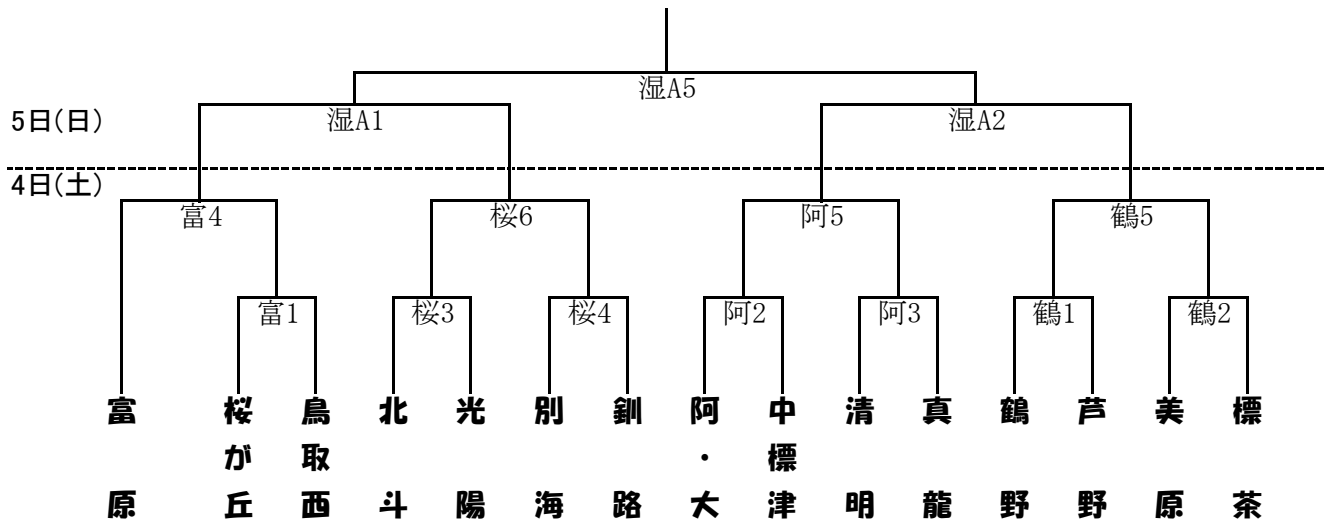 湿A5
5日(日)
湿A1
湿A2
4日(土)
富4
桜6
阿5
鶴5
富1
桜3
桜4
阿2
阿3
鶴1
鶴2
富原
桜が丘
鳥取西
北斗
光陽
別海
釧路
阿・大
中標津
清明
真龍
鶴野
芦野
美原
標茶